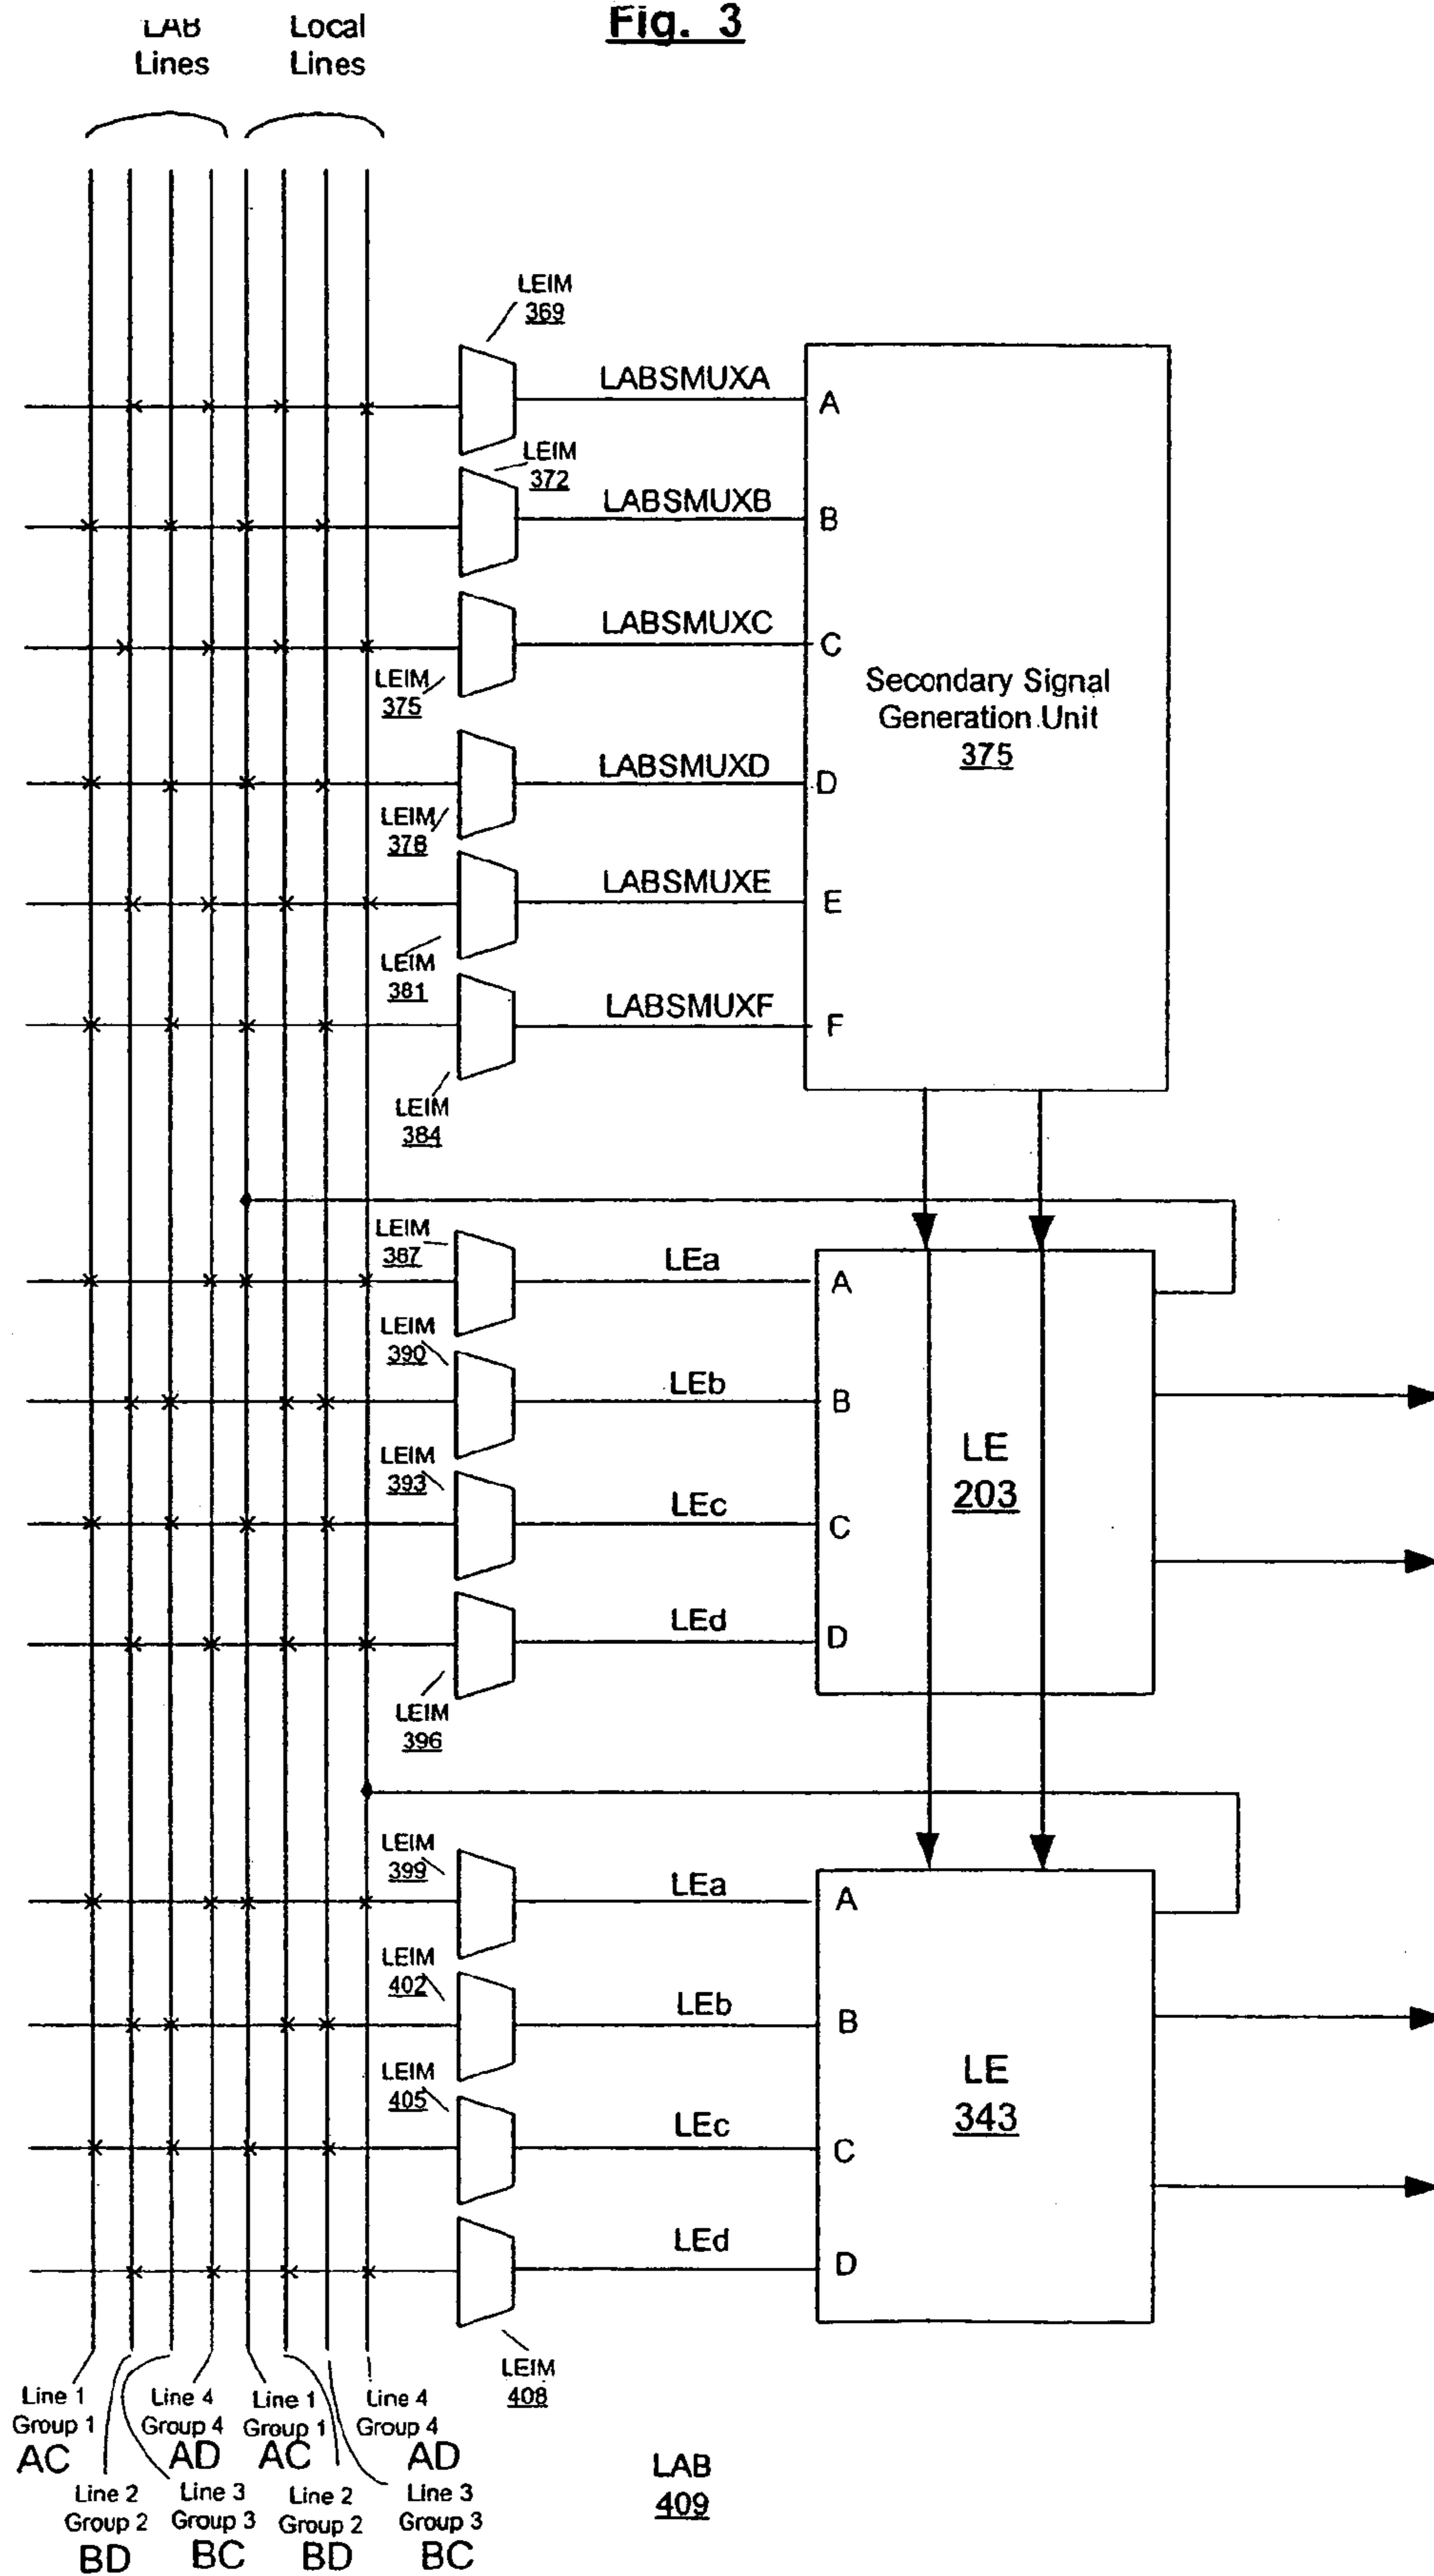 Fig. 3
LAB Lines
Local Lines
LEIM
369
LABSMUXA
A
LEIM
372
LABSMUXB
B
LABSMUXC
C
LEIM
375
Secondary Signal
Generation Unit
375
LABSMUXD
D
LEIM
378
LABSMUXE
E
LEIM
381
LABSMUXF
F
LEIM
384
LEIM
387
LEa
A
LEIM
390
LEb
B
LEIM
393
LEc
C
LE
203
LEd
D
LEIM
396
LEIM
399
LEa
A
LEIM
402
LEb
B
LEIM
405
LEc
C
LE
343
LEd
D
LEIM
408
Line 1
Group 1
AC
Line 4
Group 4
AD
Line 1
Group 1
AC
Line 4
Group 4
AD
Line 2
Group 2
BD
Line 3
Group 3
BC
Line 2
Group 2
BD
Line 3
Group 3
BC
LAB
409